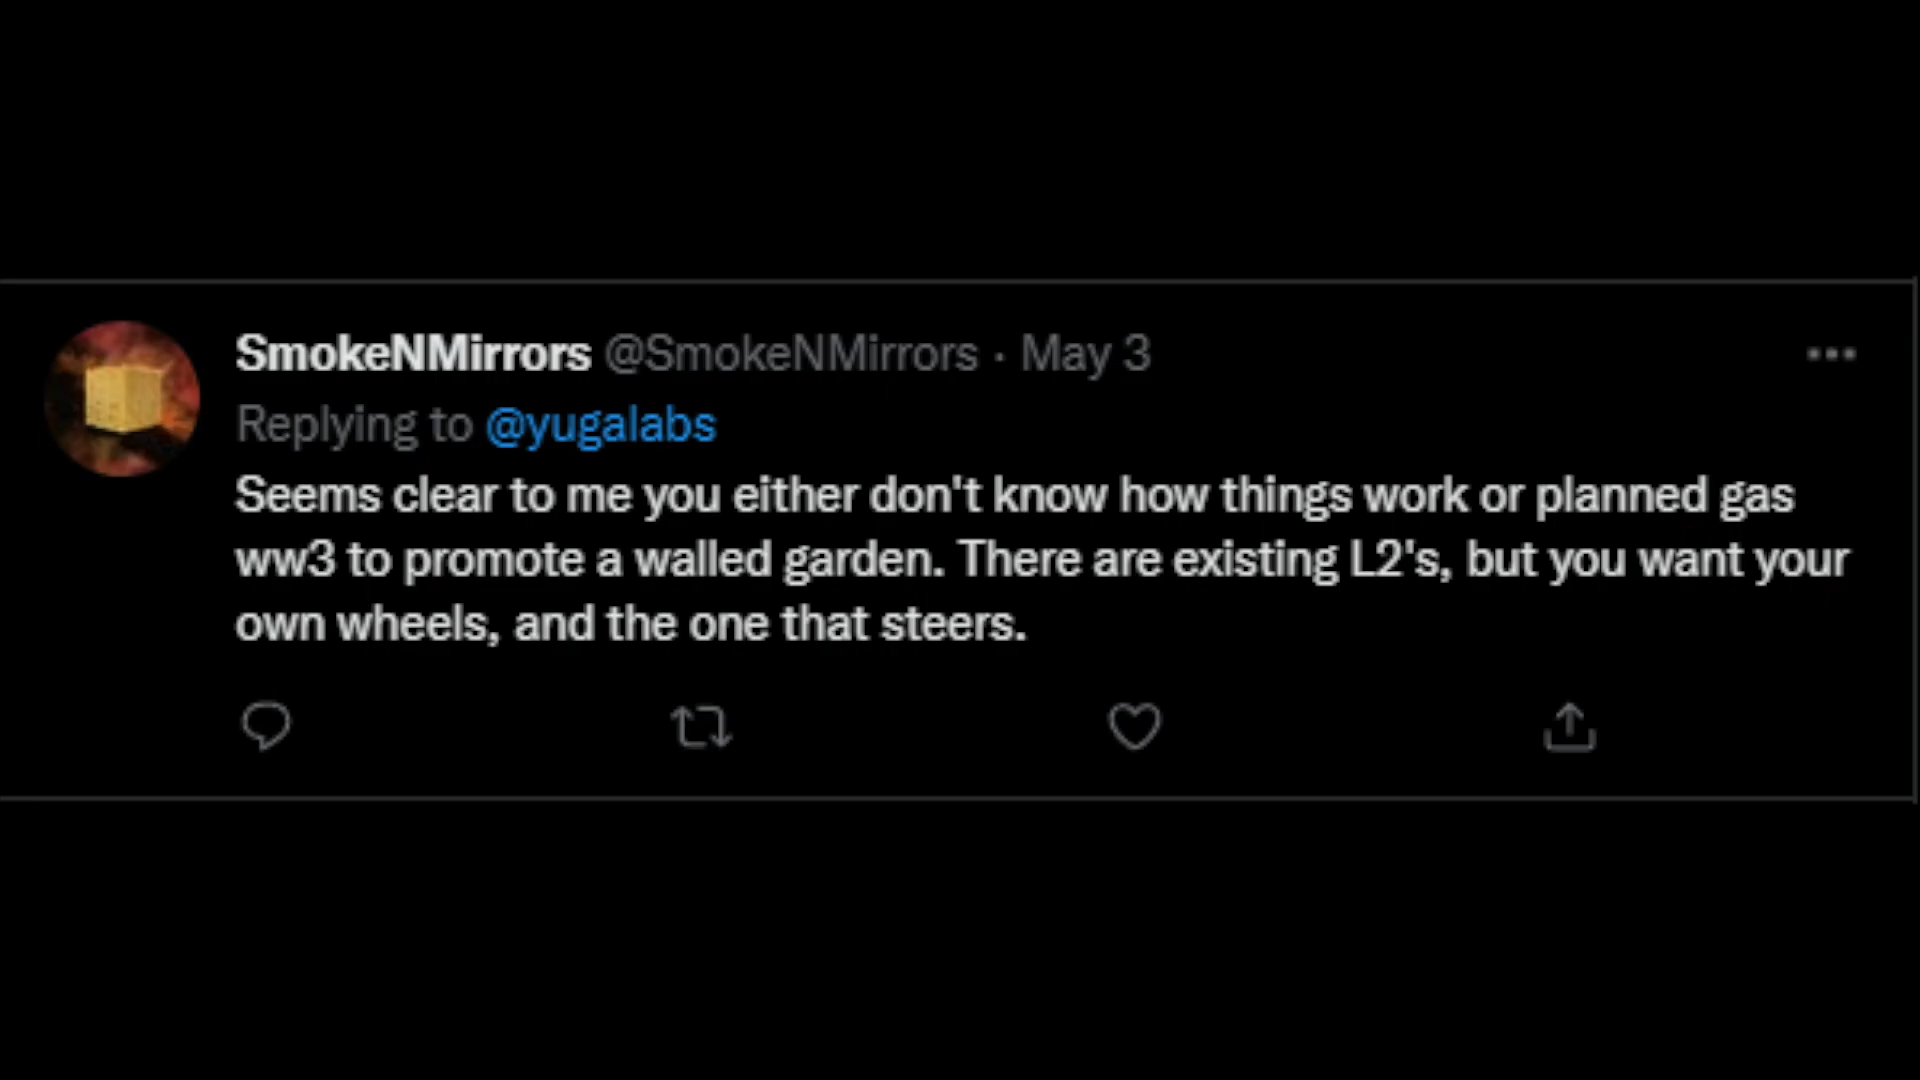 SmokeNMirrors @SmokeNMirrors · May 3
Replying to @yugalabs
Seems clear to me you either don't know how things work or planned gas
ww3 to promote a walled garden. There are existing L2's, but you want your
own wheels, and the one that steers.